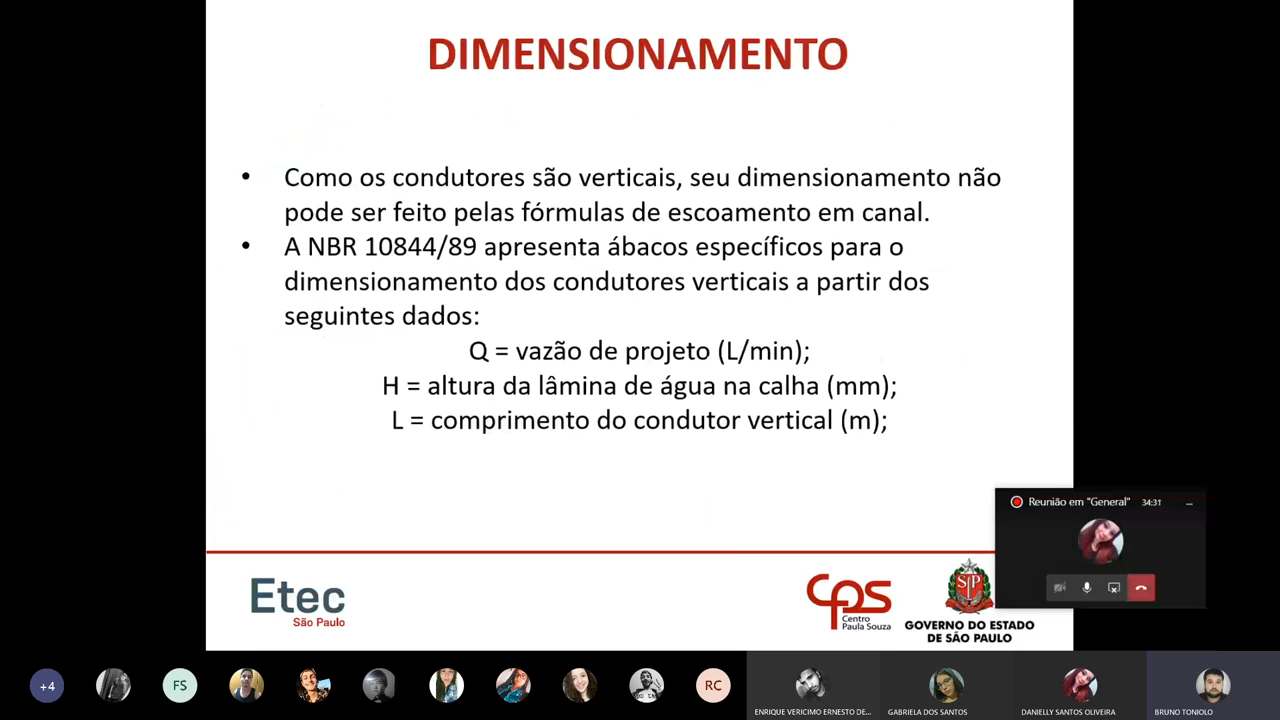 DIMENSIONAMENTO
• Como os condutores são verticais, seu dimensionamento não
pode ser feito pelas fórmulas de escoamento em canal.
• A NBR 10844/89 apresenta ábacos específicos para o
dimensionamento dos condutores verticais a partir dos
seguintes dados:
Q = vazão de projeto (L/min);
H = altura da lâmina de água na calha (mm);
L = comprimento do condutor vertical (m);
Reunião em "General" 34:31
Etec
São Paulo
cps
Centro
Paula Souza
SP
GOVERNO DO ESTADO
DE SÃO PAULO
+4
FS
RC
ENRIQUE VERICIMO ERNESTO DE...
GABRIELA DOS SANTOS
DANIELLY SANTOS OLIVEIRA
BRUNO TONIOLO